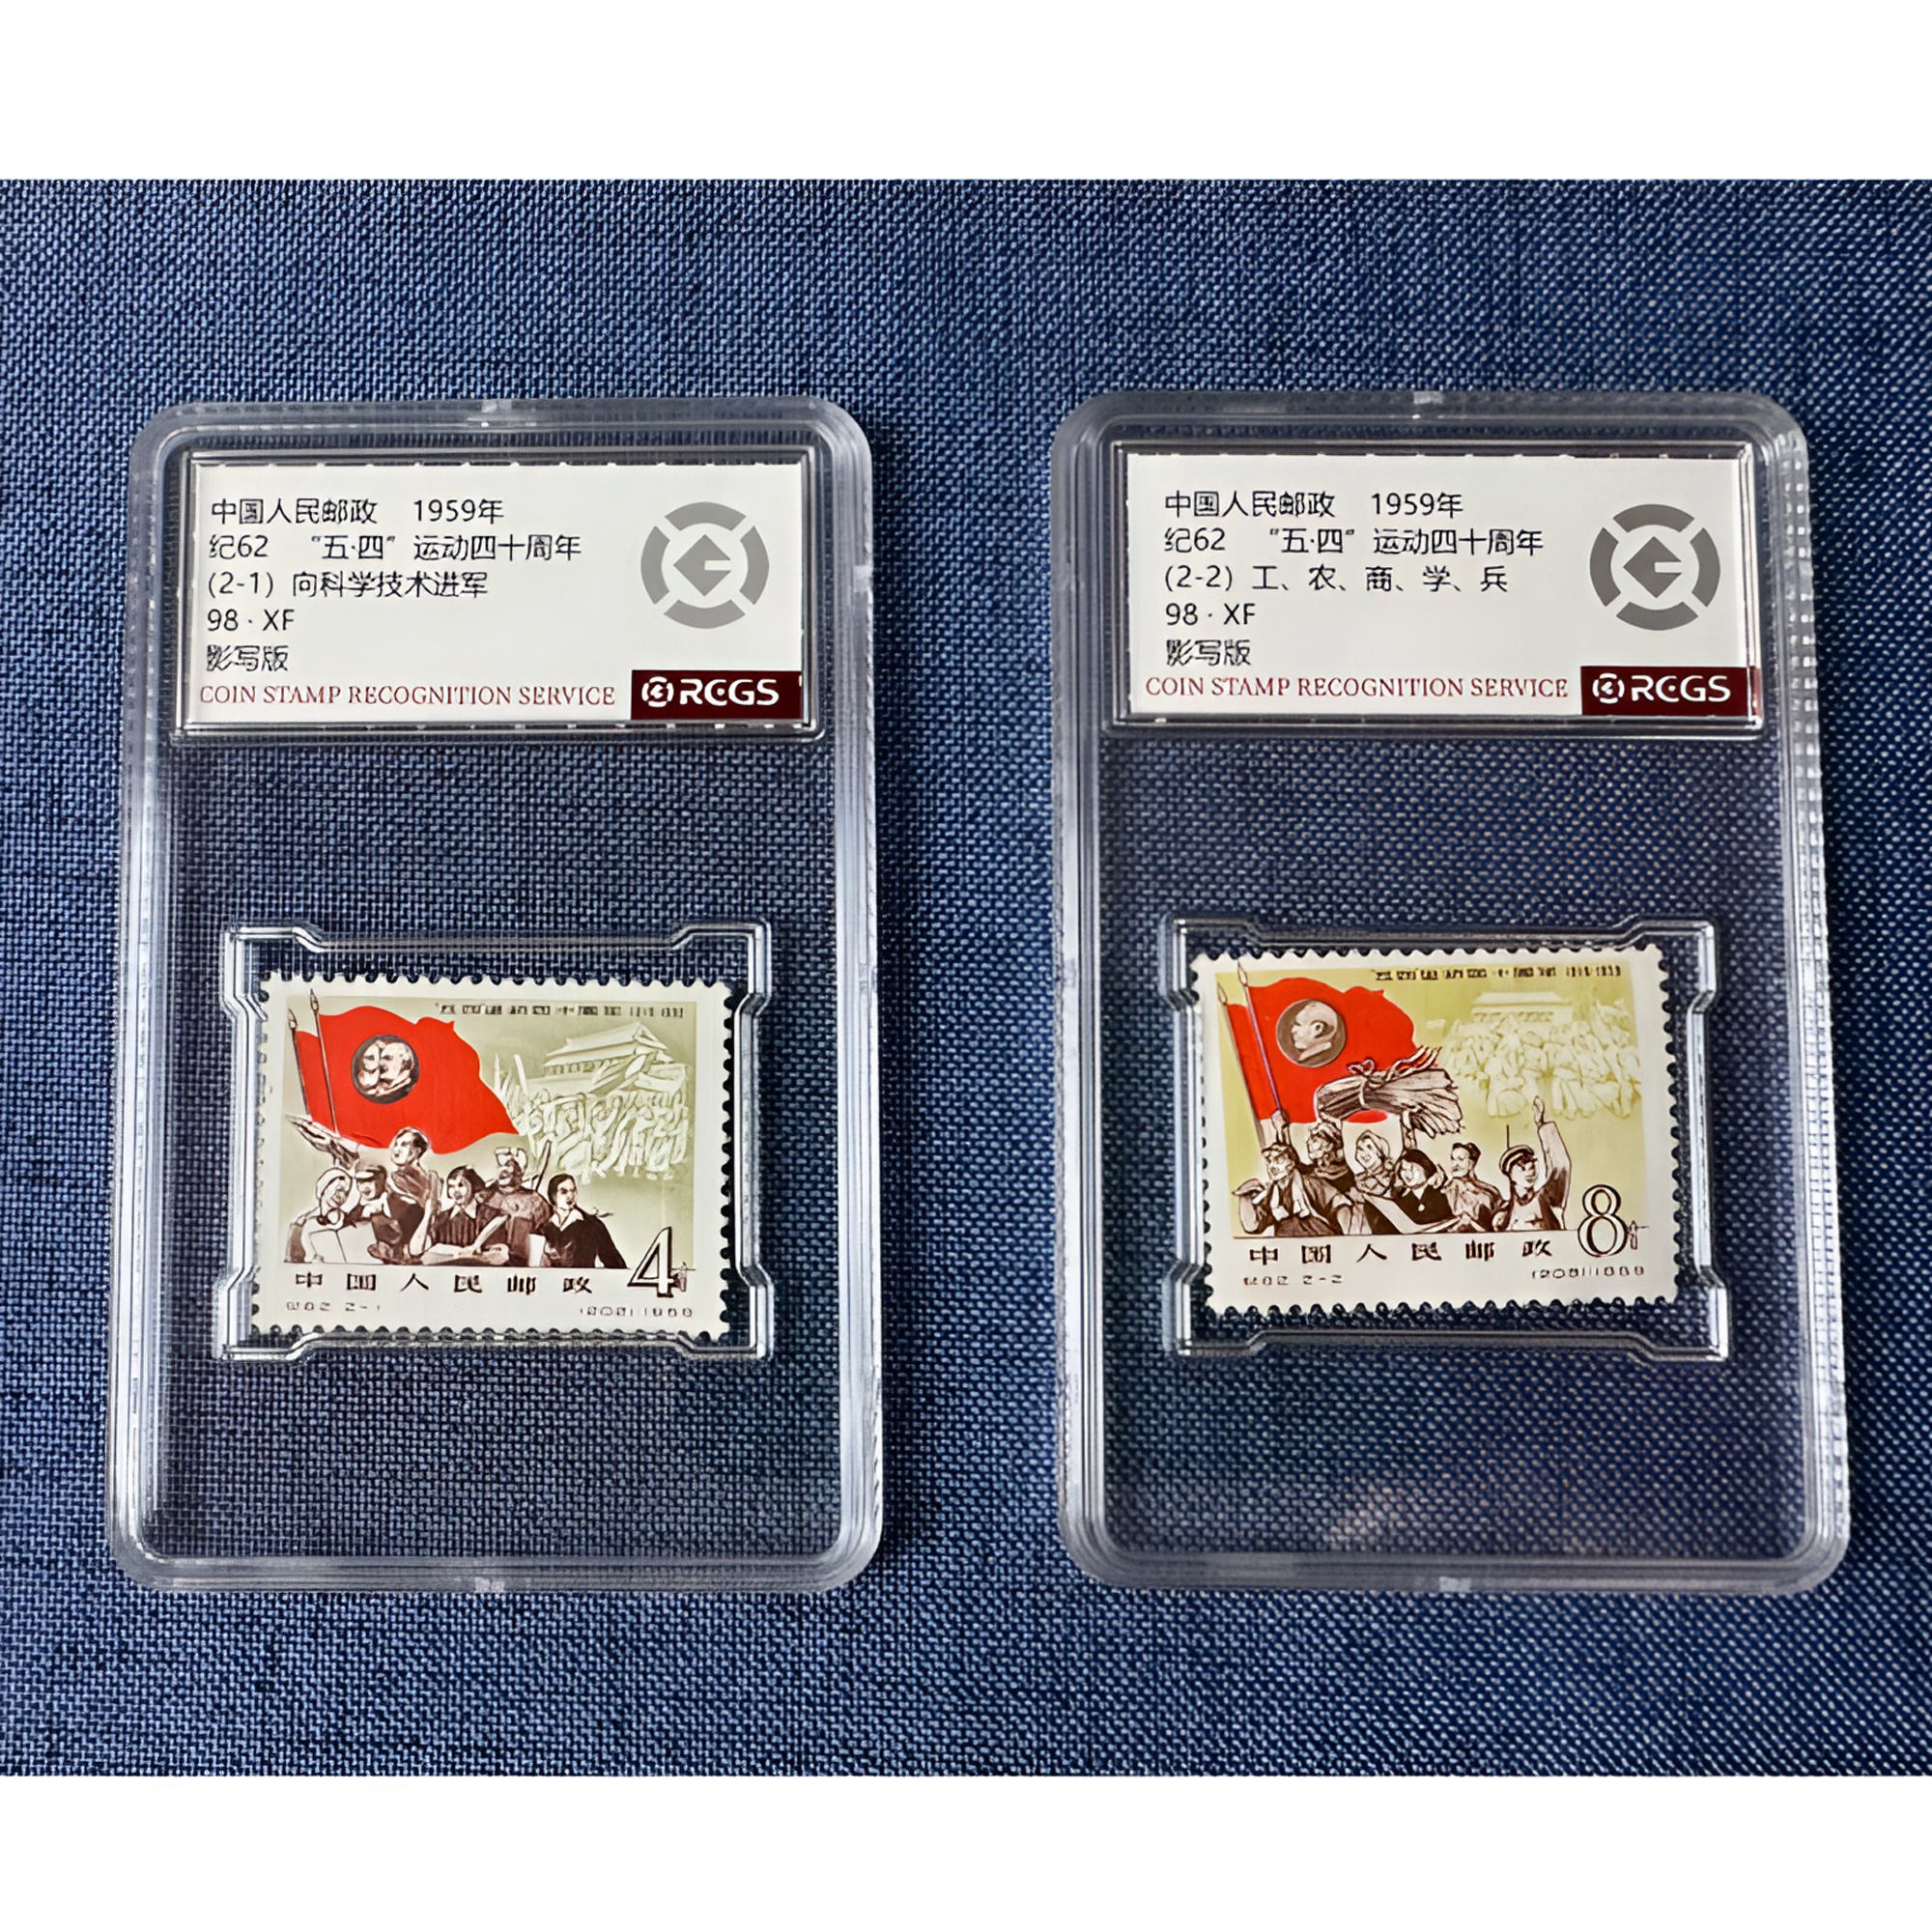 中国人民邮政 1959年
纪62 “五·四”运动四十周年
(2-1) 向科学技术进军
98 · XF
影写版
COIN STAMP RECOGNITION SERVICE RCGS
中国人民邮政 4
2-1
中国人民邮政 1959年
纪62 “五·四”运动四十周年
(2-2) 工、农、商、学、兵
98 · XF
影写版
COIN STAMP RECOGNITION SERVICE RCGS
中国人民邮政 8
2-2